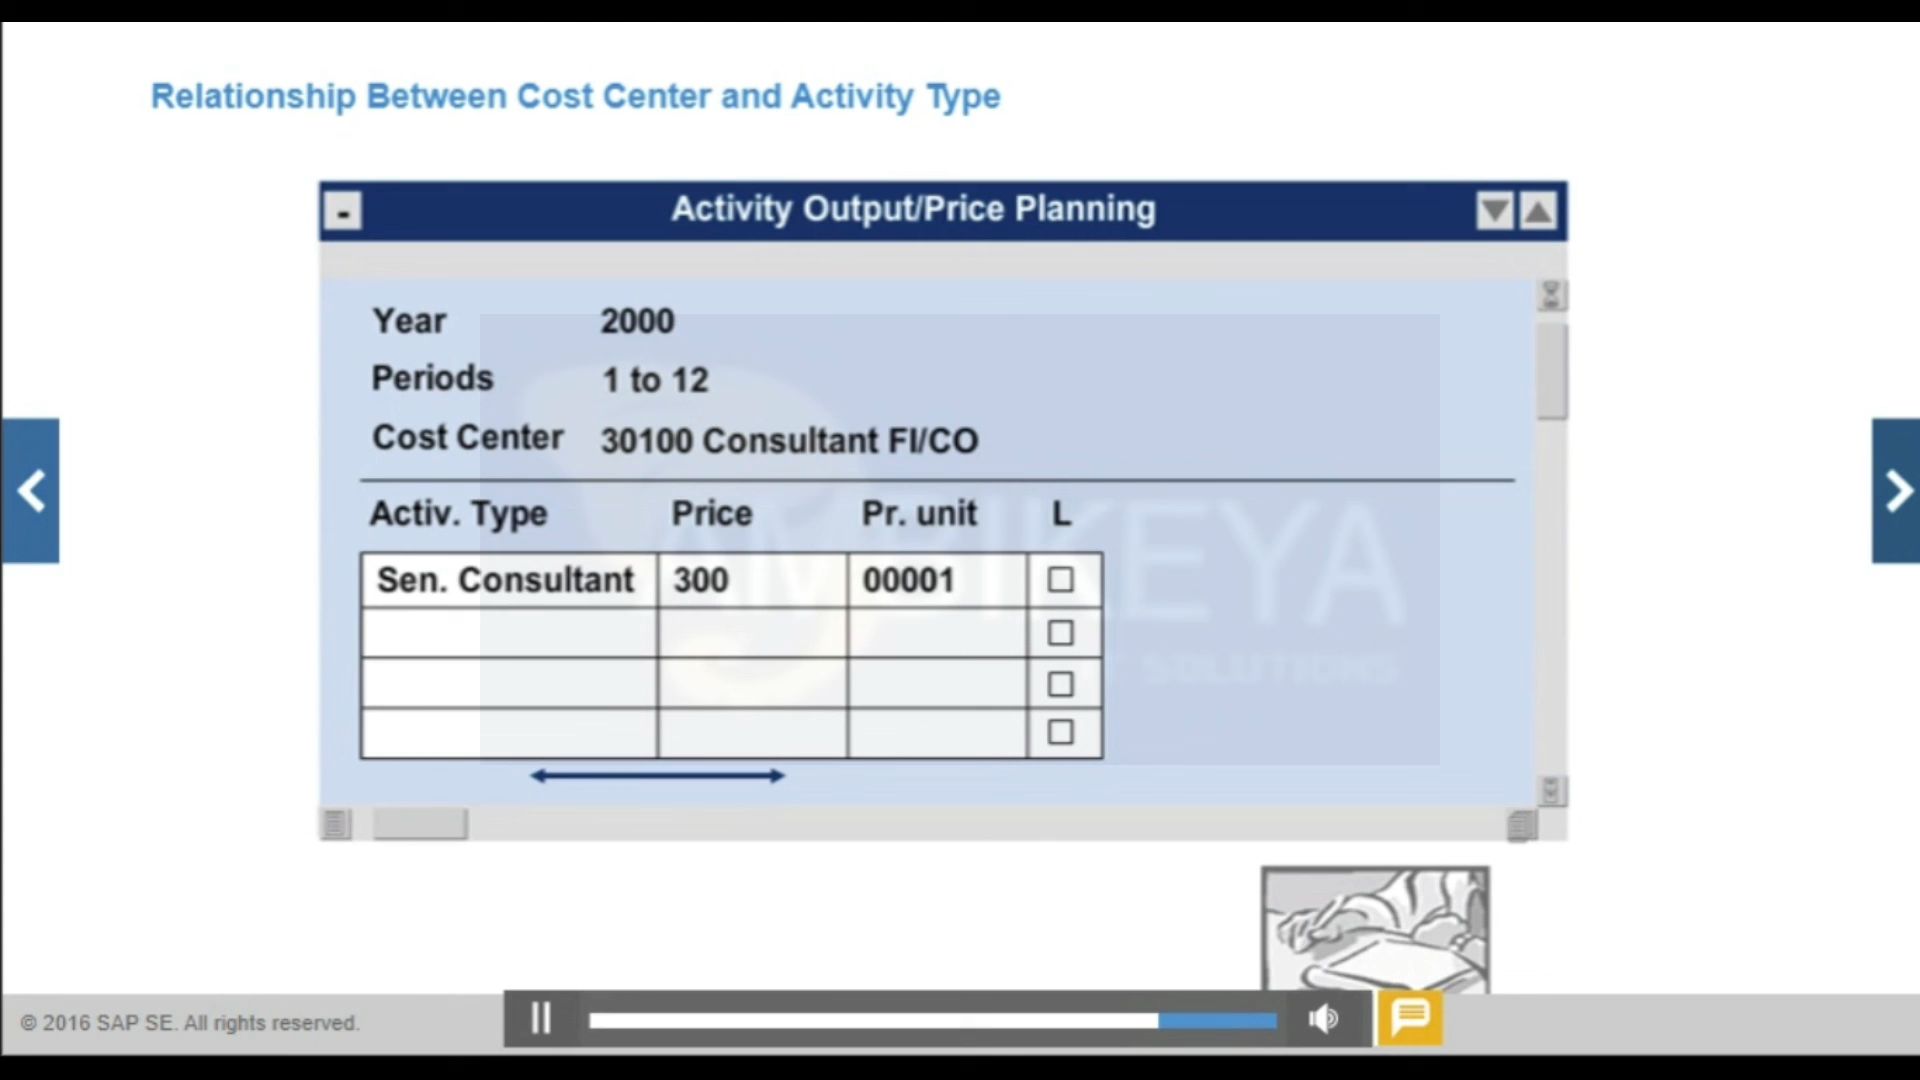 Relationship Between Cost Center and Activity Type
- Activity Output/Price Planning
Year 2000
Periods 1 to 12
Cost Center 30100 Consultant FI/CO
Activ. Type Price Pr. unit L
Sen. Consultant 300 00001
SOLUTIONS
© 2016 SAP SE. All rights reserved.